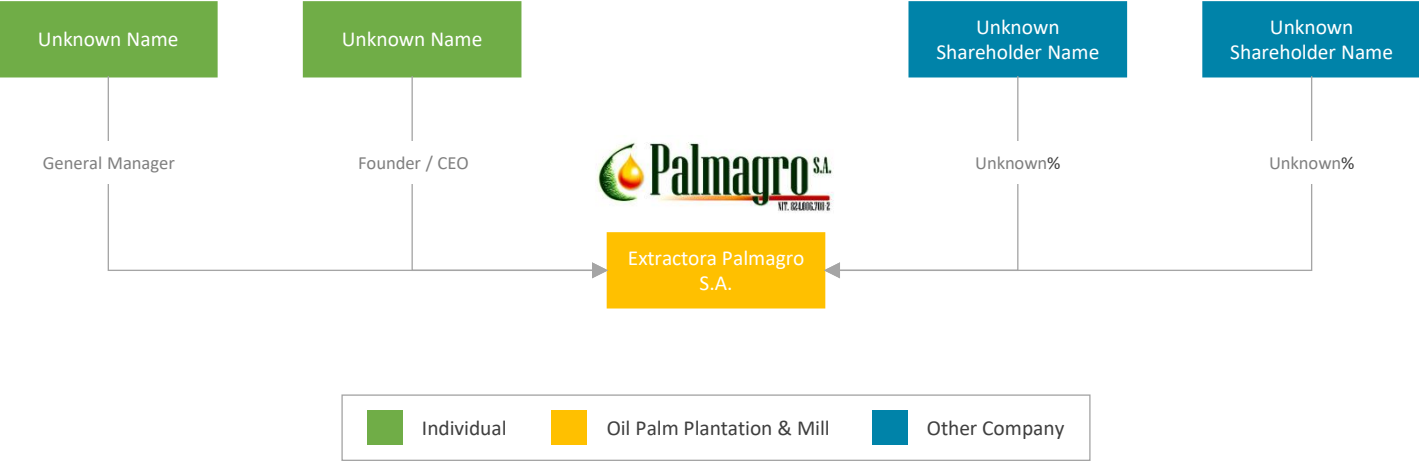 Unknown Name
Unknown Name
Unknown
Shareholder Name
Unknown
Shareholder Name
General Manager
Founder / CEO
Palmagro S.A.
Unknown%
Unknown%
Extractora Palmagro
S.A.
Individual
Oil Palm Plantation & Mill
Other Company